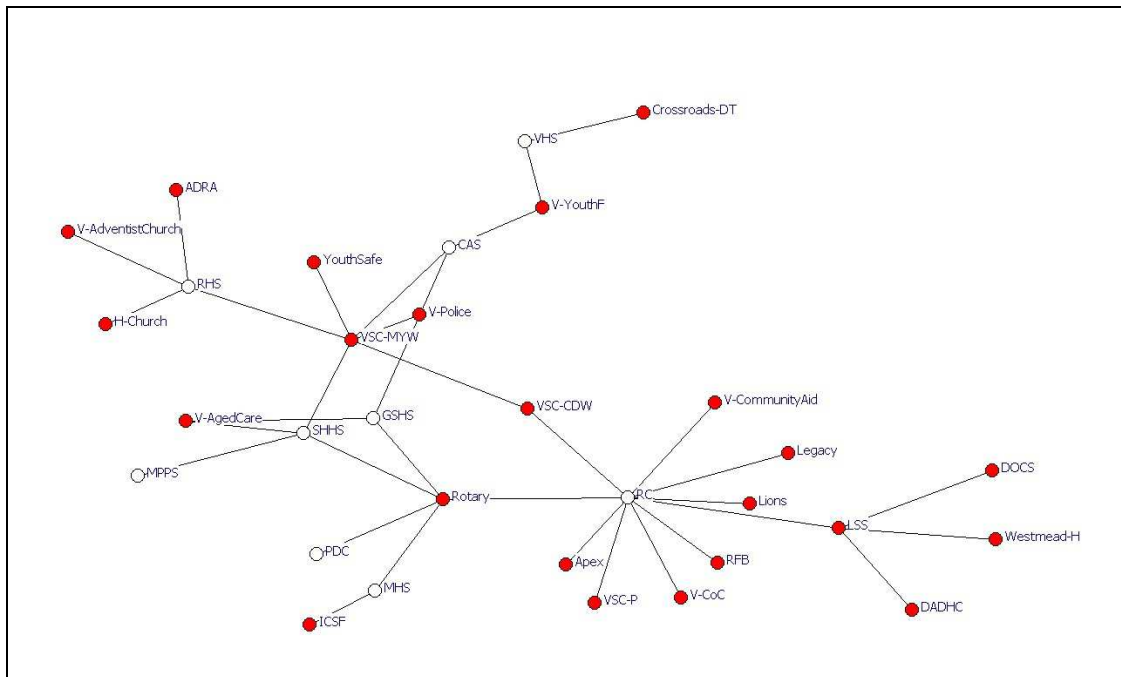 Crossroads-DT
VHS
ADRA
V-YouthF
V-AdventistChurch
CAS
YouthSafe
RHS
V-Police
H-Church
VSC-MYW
V-CommunityAid
VSC-CDW
V-AgedCare
GSHS
SHHS
Legacy
DOCS
MPPS
Rotary
RC
Lions
LSS
Westmead-H
PDC
Apex
RFB
MHS
VSC-P
V-CoC
DADHC
ICSF